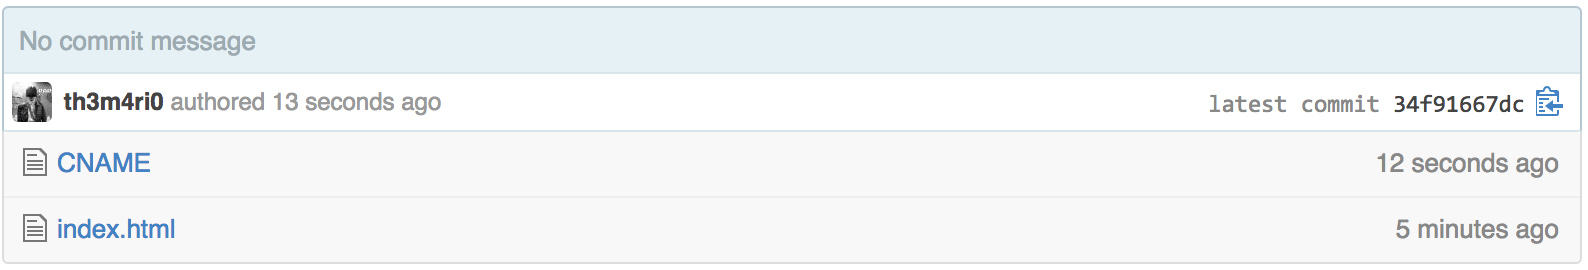 No commit message
th3m4ri0 authored 13 seconds ago latest commit 34f91667dc
CNAME 12 seconds ago
index.html 5 minutes ago